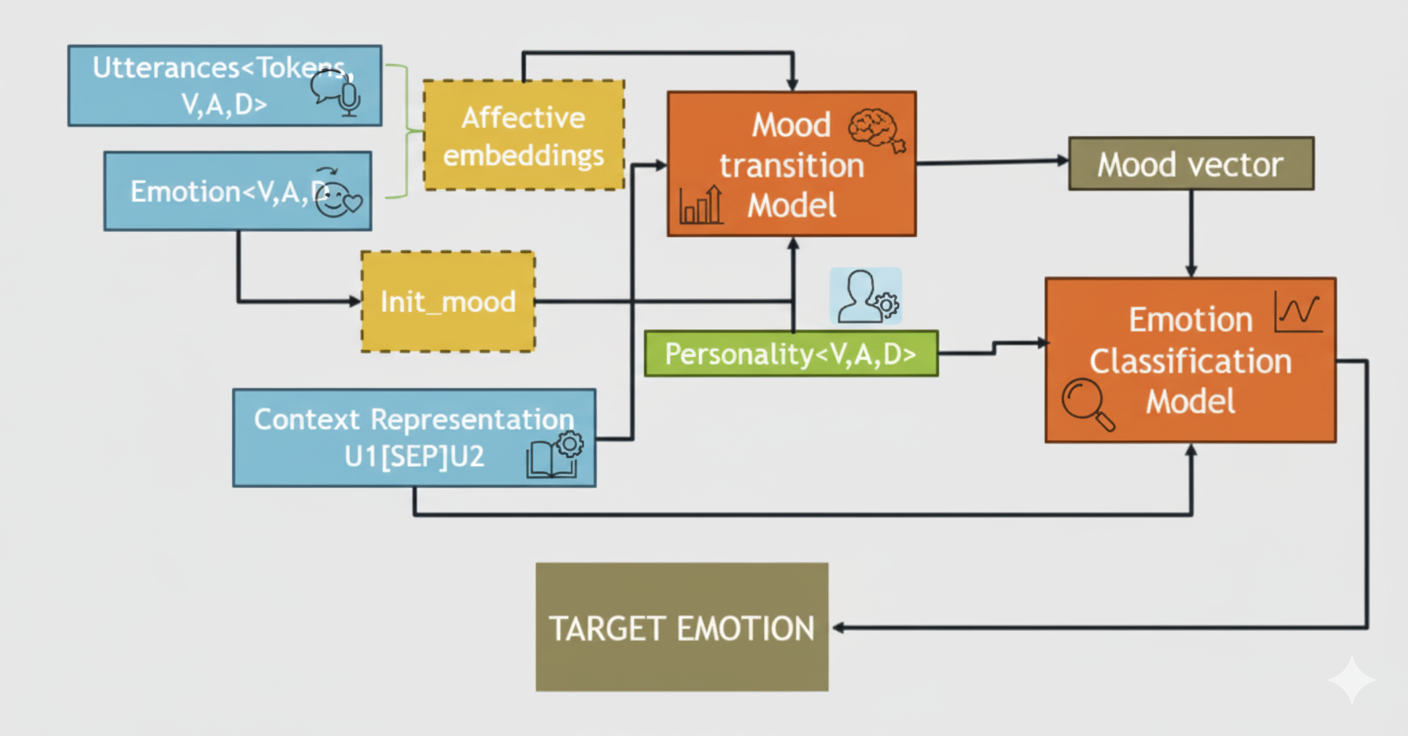 Utterances<Tokens,
V,A,D>
Affective
embeddings
Mood
transition
Model
Mood vector
Emotion<V,A,D
Init_mood
Personality<V,A,D>
Emotion
Classification
Model
Context Representation
U1[SEP]U2
TARGET EMOTION